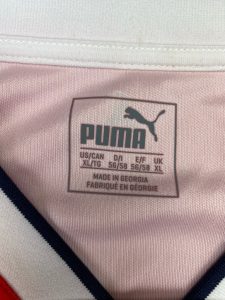 PUMA
US/CAN D/I E/F UK
XL/TG 56/58 56/58 XL
MADE IN GEORGIA
FABRIQUÉ EN GÉORGIE